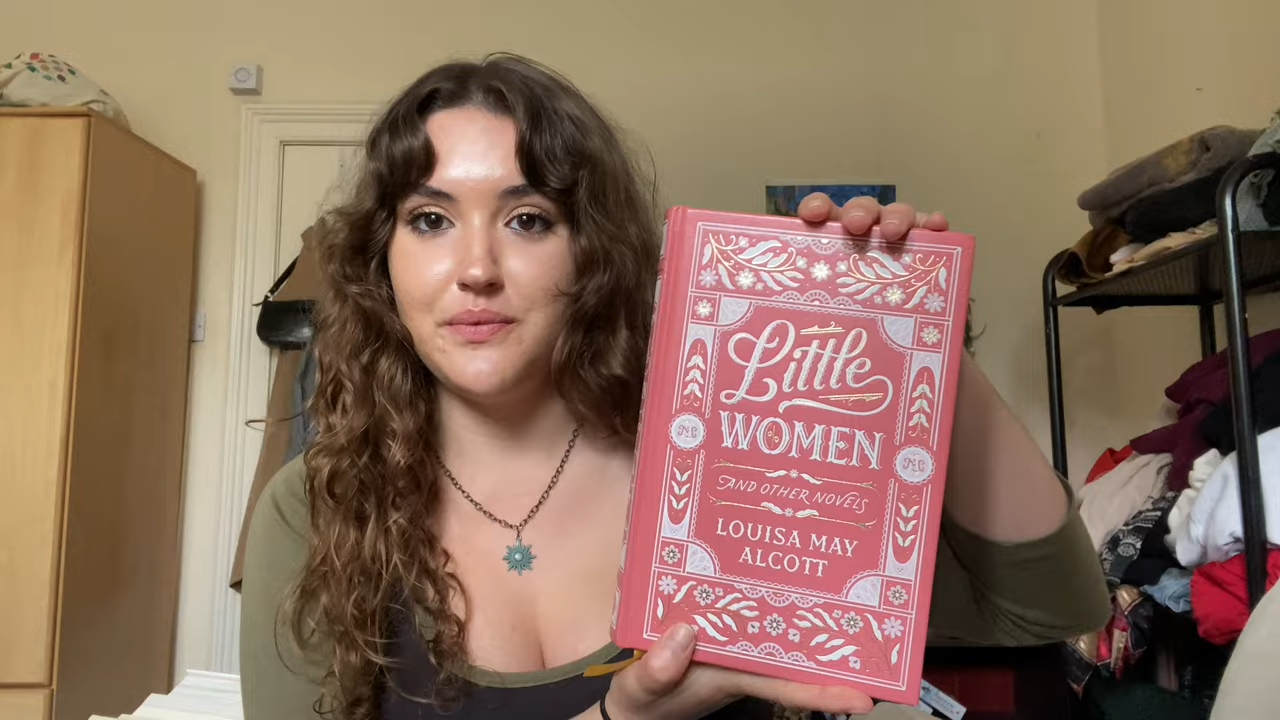 Little
WOMEN
AND OTHER NOVELS
LOUISA MAY
ALCOTT